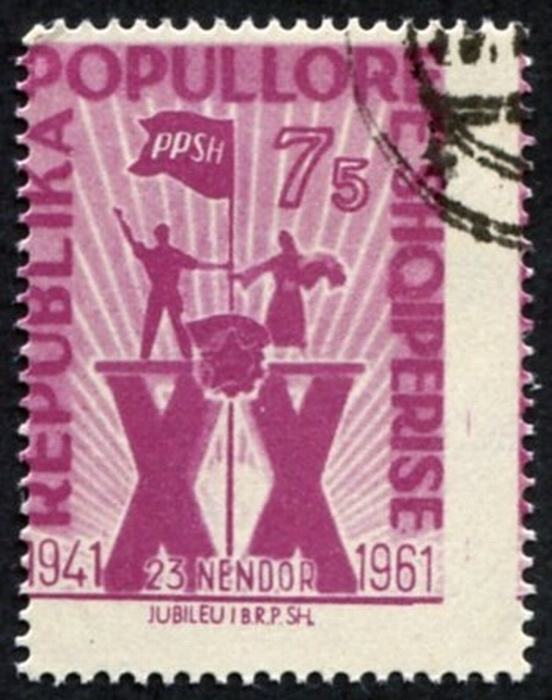 REPUBLIKA
POPULLORE
E SHQIPERISE
PPSH
75
XX
1941
23 NENDOR
1961
JUBILEU I B.R.P.SH.